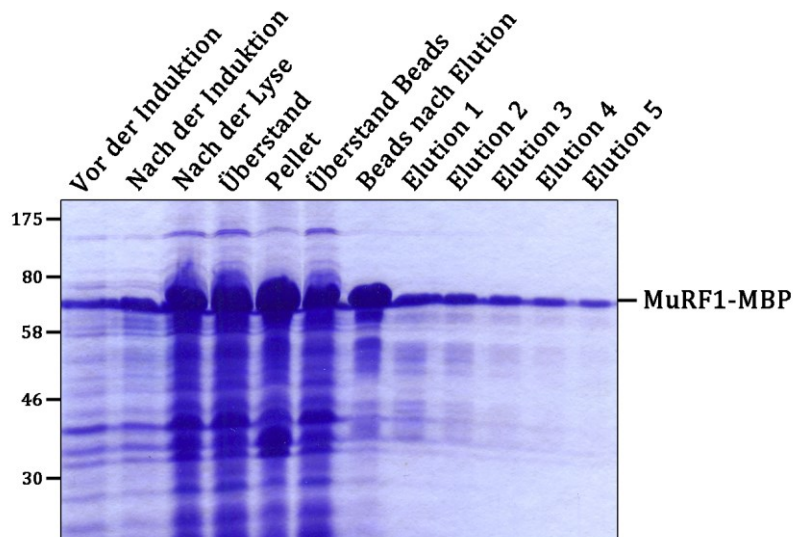 Vor der Induktion
Nach der Induktion
Nach der Lyse
Überstand
Pellet
Überstand Beads
Beads nach Elution
Elution 1
Elution 2
Elution 3
Elution 4
Elution 5
175
80
58
46
30
MuRF1-MBP